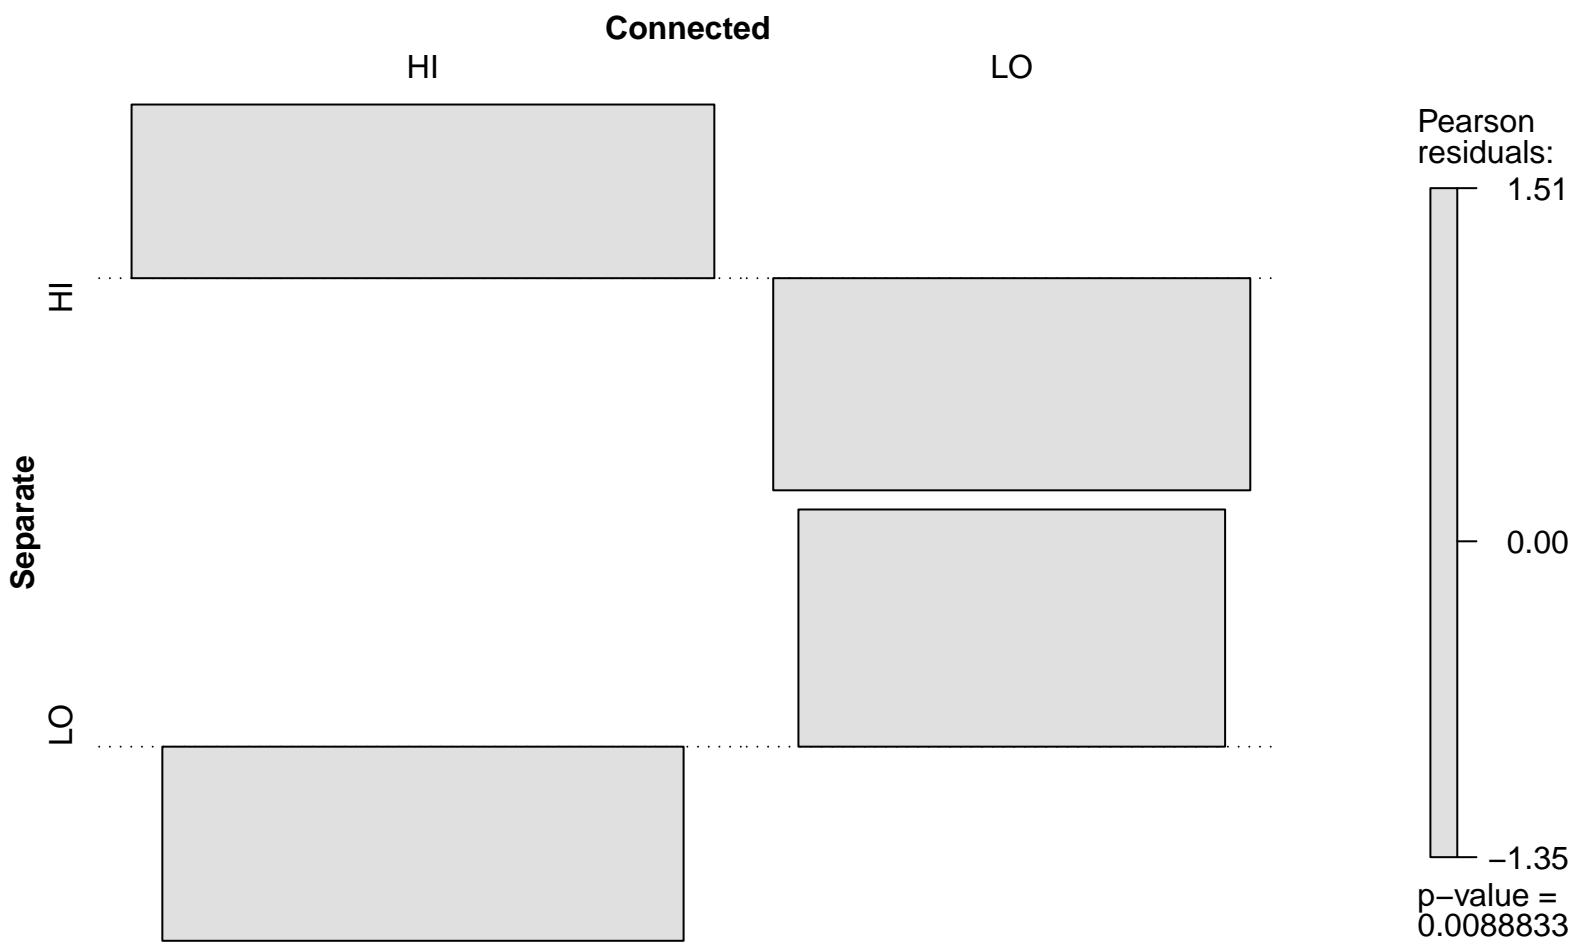 Connected
HI LO
HI
Separate
LO
Pearson
residuals:
1.51
0.00
−1.35
p−value =
0.0088833